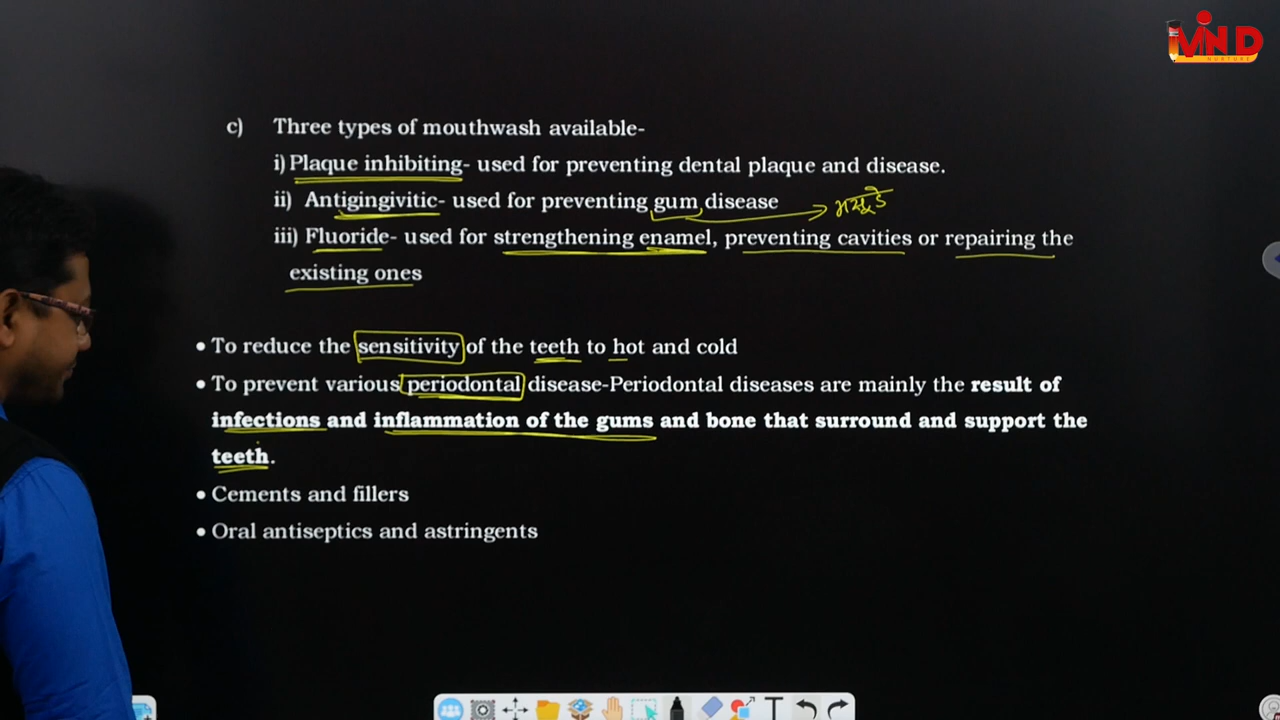 MIND
NURTURE
c) Three types of mouthwash available-
i) Plaque inhibiting- used for preventing dental plaque and disease.
ii) Antigingivitic- used for preventing gum disease
iii) Fluoride- used for strengthening enamel, preventing cavities or repairing the
existing ones
• To reduce the sensitivity of the teeth to hot and cold
• To prevent various periodontal disease-Periodontal diseases are mainly the result of
infections and inflammation of the gums and bone that surround and support the
teeth.
• Cements and fillers
• Oral antiseptics and astringents